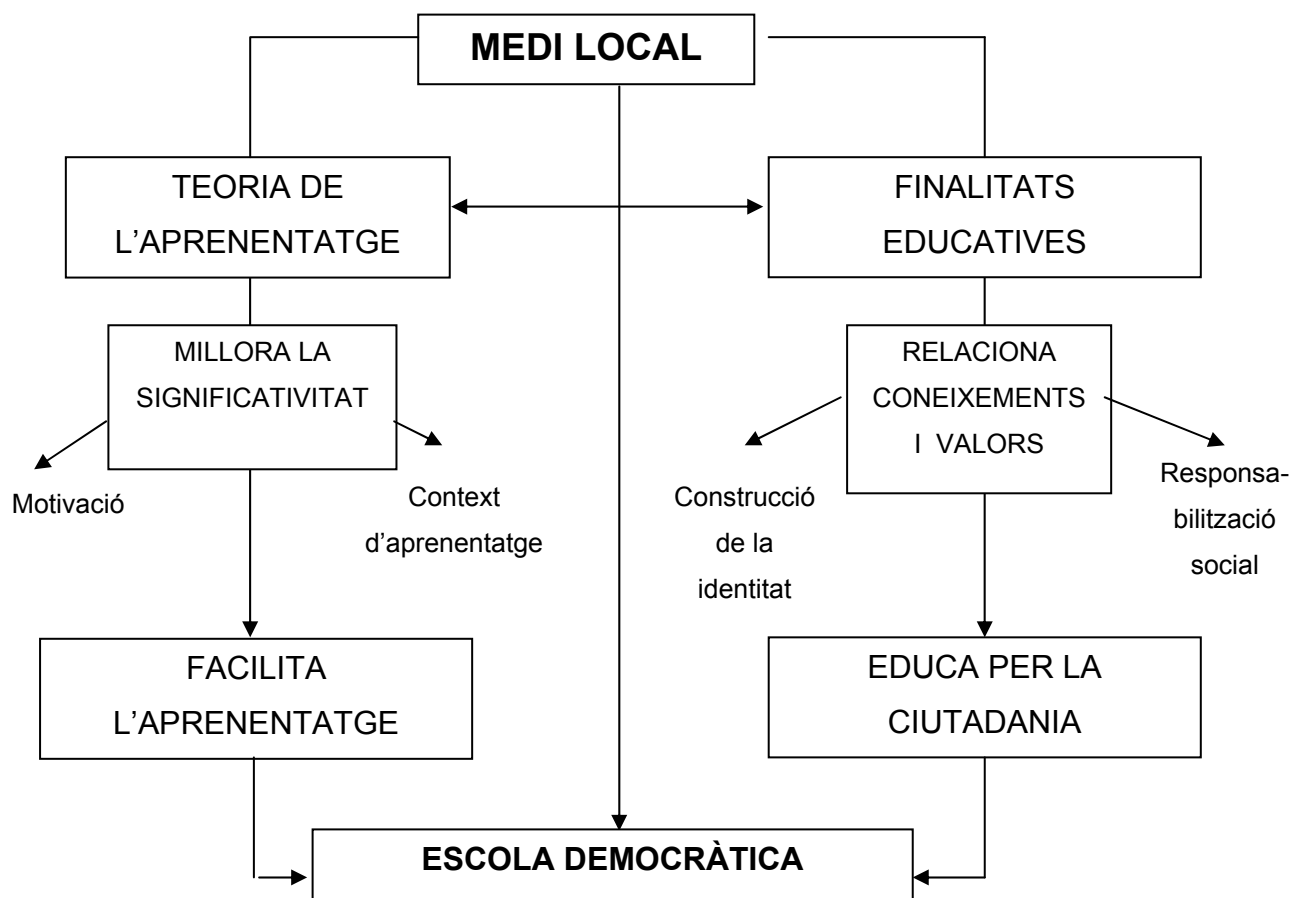 MEDI LOCAL
TEORIA DE
L’APRENENTATGE
FINALITATS
EDUCATIVES
MILLORA LA
SIGNIFICATIVITAT
RELACIONA
CONEIXEMENTS
I VALORS
Motivació
Context
d’aprenentatge
Construcció
de la
identitat
Responsa-
bilització
social
FACILITA
L’APRENENTATGE
EDUCA PER LA
CIUTADANIA
ESCOLA DEMOCRÀTICA